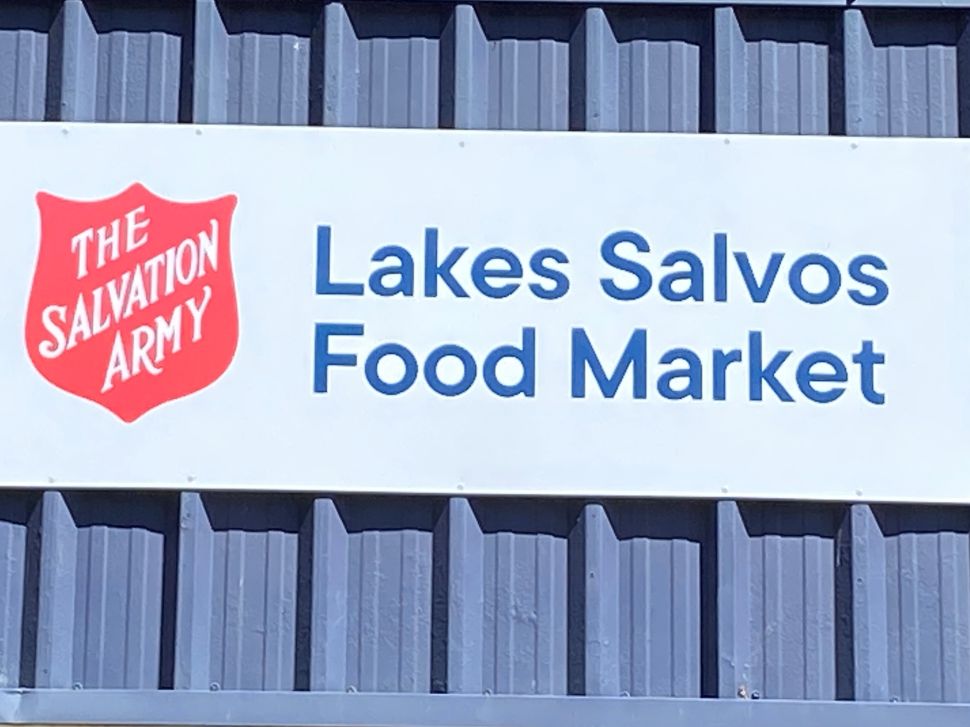 THE
SALVATION
ARMY
Lakes Salvos
Food Market